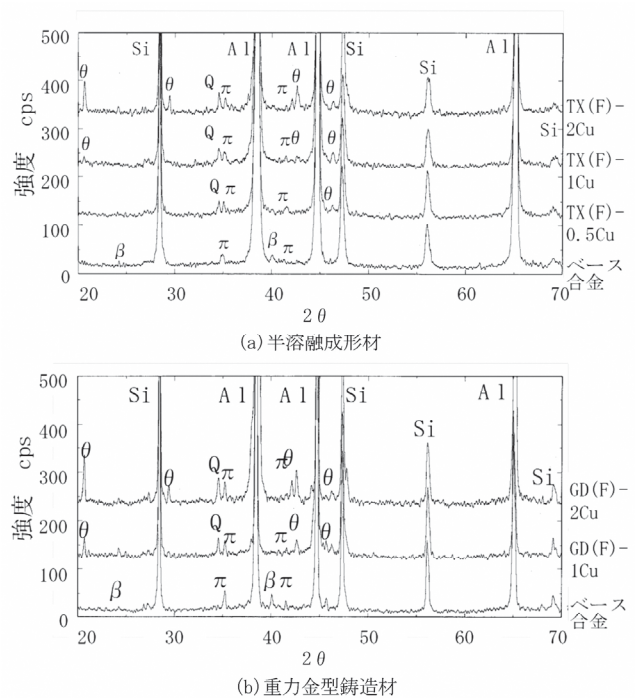 500
Si
Al
Al
Si
Al
θ
Q
π
θ
π
θ
θ
Si
TX(F)-
2Cu
400
Si
300
θ
Q
π
πθ
θ
TX(F)-
1Cu
200
Q
π
π
θ
TX(F)-
0.5Cu
100
β
π
β
π
ベース
合金
0
強度 cps
20 30 40 50 60 70
2θ
(a)半溶融成形材
500
Si
Al
Al
Si
Al
400
Si
θ
θ
Q
π
π
θ
θ
Si
GD(F)-
2Cu
300
200
θ
Q
π
π
θ
θ
GD(F)-
1Cu
100
β
π
β
π
ベース
合金
0
強度 cps
20 30 40 50 60 70
2θ
(b)重力金型鋳造材